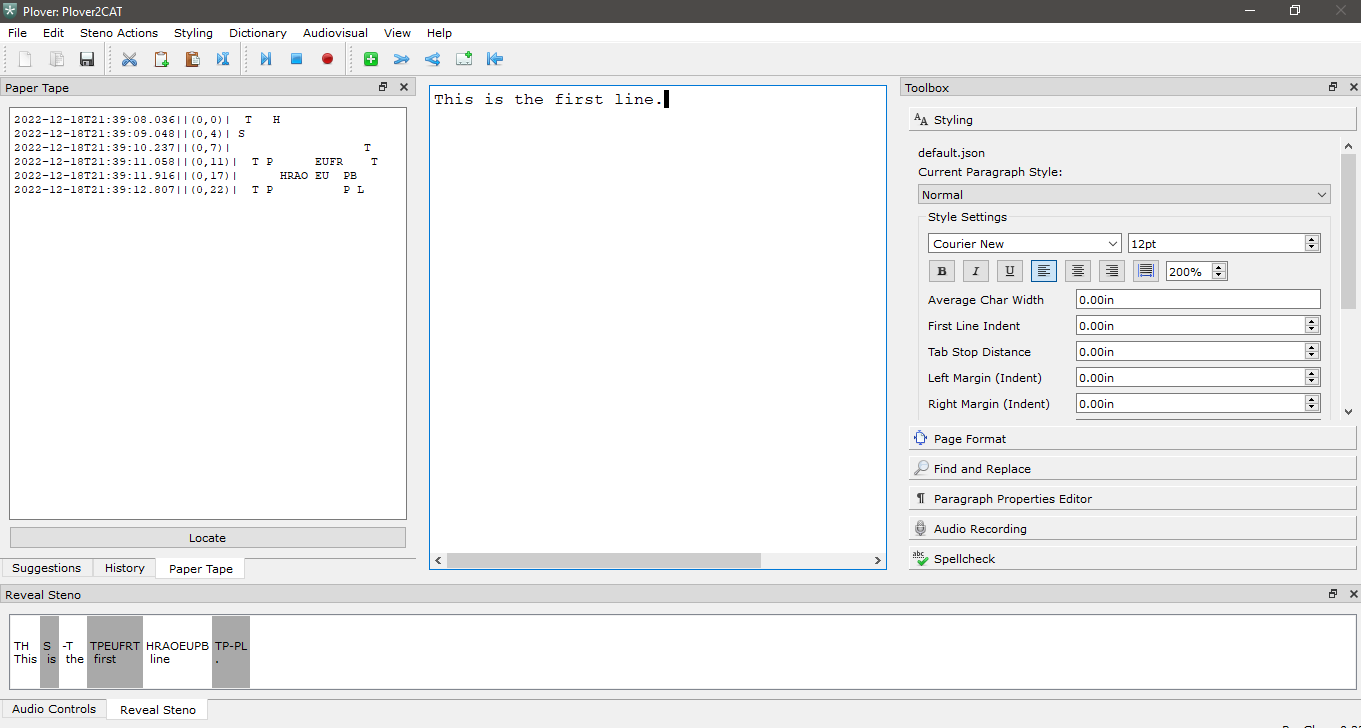 Plover: Plover2CAT
File Edit Steno Actions Styling Dictionary Audiovisual View Help
Paper Tape
2022-12-18T21:39:08.036||(0,0)|  T   H
2022-12-18T21:39:09.048||(0,4)| S
2022-12-18T21:39:10.237||(0,7)|                  T
2022-12-18T21:39:11.058||(0,11)|  T P      EUFR    T
2022-12-18T21:39:11.916||(0,17)|      HRAO EU  PB
2022-12-18T21:39:12.807||(0,22)|  T P          P L
Locate
Suggestions History Paper Tape
This is the first line.
Toolbox
Styling
default.json
Current Paragraph Style:
Normal
Style Settings
Courier New 12pt
B I U 200%
Average Char Width 0.00in
First Line Indent 0.00in
Tab Stop Distance 0.00in
Left Margin (Indent) 0.00in
Right Margin (Indent) 0.00in
Page Format
Find and Replace
Paragraph Properties Editor
Audio Recording
abc Spellcheck
Reveal Steno
TH S -T TPEUFRT HRAOEUPB TP-PL
This is the first line .
Audio Controls Reveal Steno